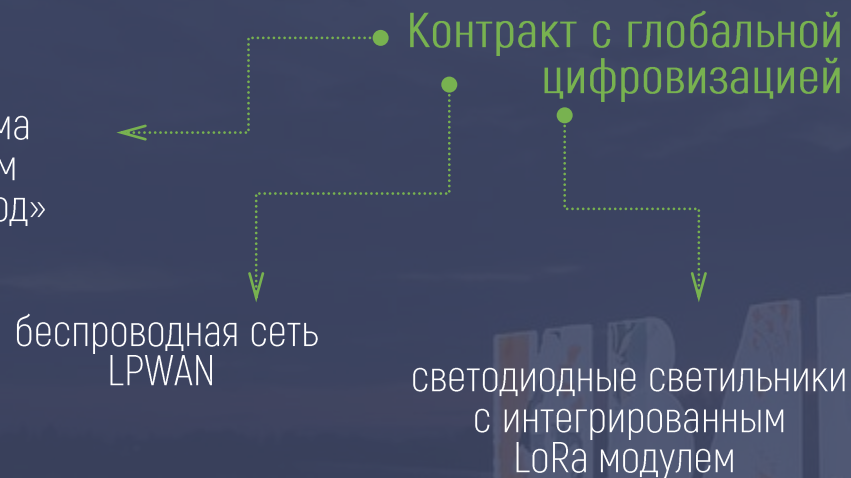 Контракт с глобальной
цифровизацией
беспроводная сеть
LPWAN
светодиодные светильники
с интегрированным
LoRa модулем